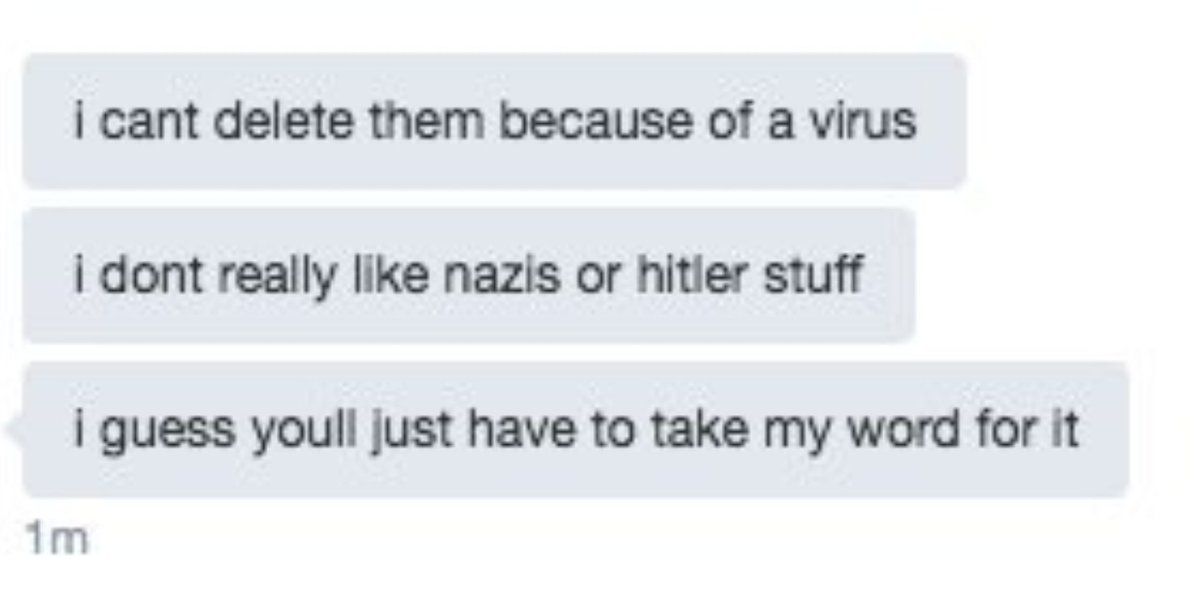 i cant delete them because of a virus
i dont really like nazis or hitler stuff
i guess youll just have to take my word for it
1m